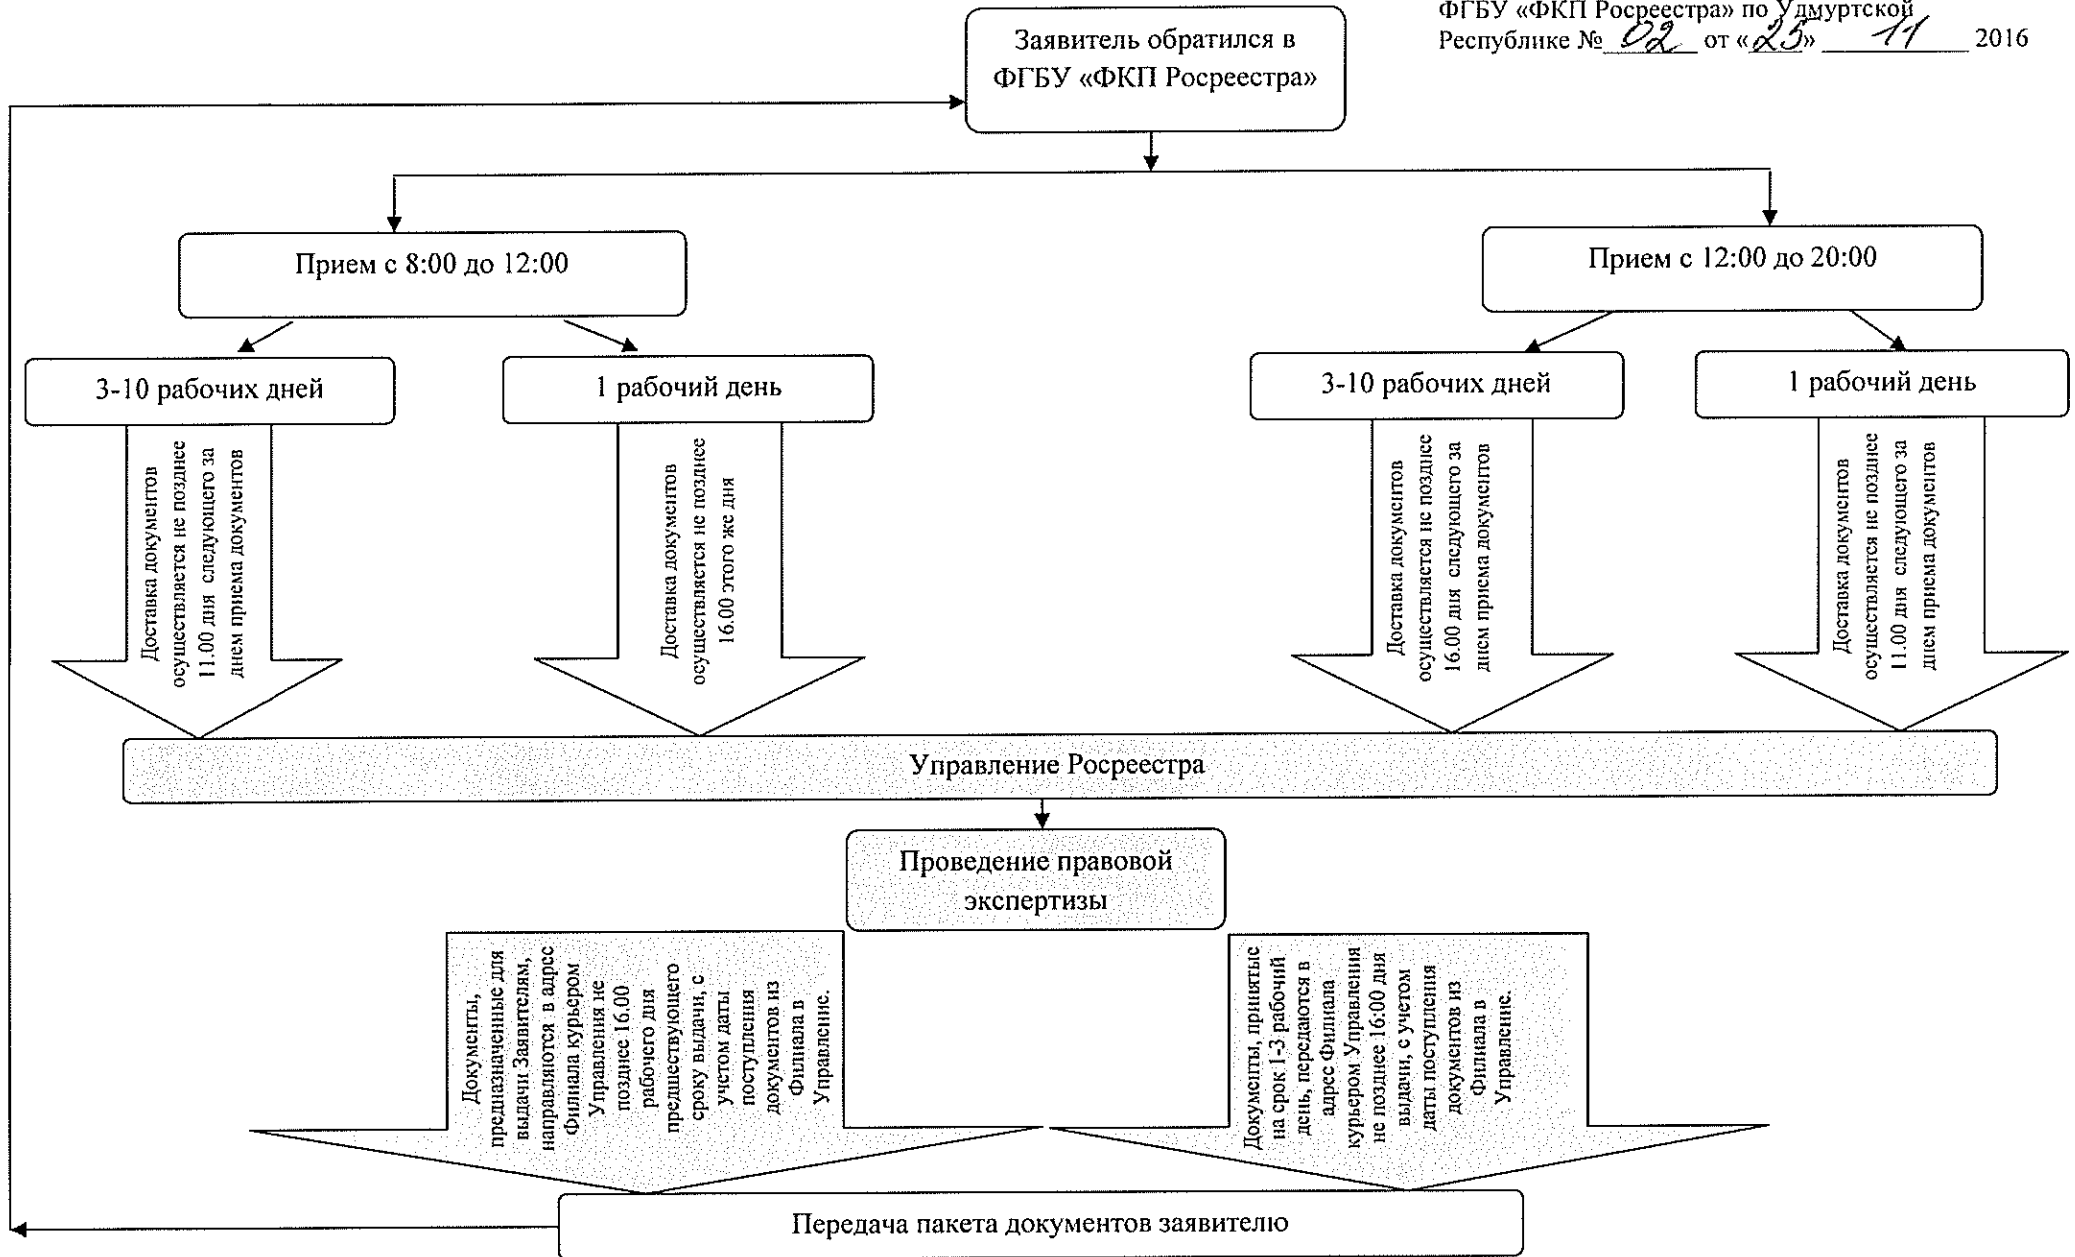 ФГБУ «ФКП Росреестра» по Удмуртской
Республике № 02 от «25» 11 2016
Заявитель обратился в
ФГБУ «ФКП Росреестра»
Прием с 8:00 до 12:00
Прием с 12:00 до 20:00
3-10 рабочих дней
1 рабочий день
3-10 рабочих дней
1 рабочий день
Доставка документов
осуществляется не позднее
11.00 дня следующего за
днем приема документов
Доставка документов
осуществляется не позднее
16.00 этого же дня
Доставка документов
осуществляется не позднее
16.00 дня следующего за
днем приема документов
Доставка документов
осуществляется не позднее
11.00 дня следующего за
днем приема документов
Управление Росреестра
Проведение правовой
экспертизы
Документы,
предназначенные для
выдачи Заявителям,
направляются в адрес
Филиала курьером
Управления не
позднее 16.00
рабочего дня
предшествующего
сроку выдачи, с
учетом даты
поступления
документов из
Филиала в
Управление.
Документы, принятые
на срок 1-3 рабочий
день, передаются в
адрес Филиала
курьером Управления
не позднее 16:00 дня
выдачи, с учетом
даты поступления
документов из
Филиала в
Управление.
Передача пакета документов заявителю